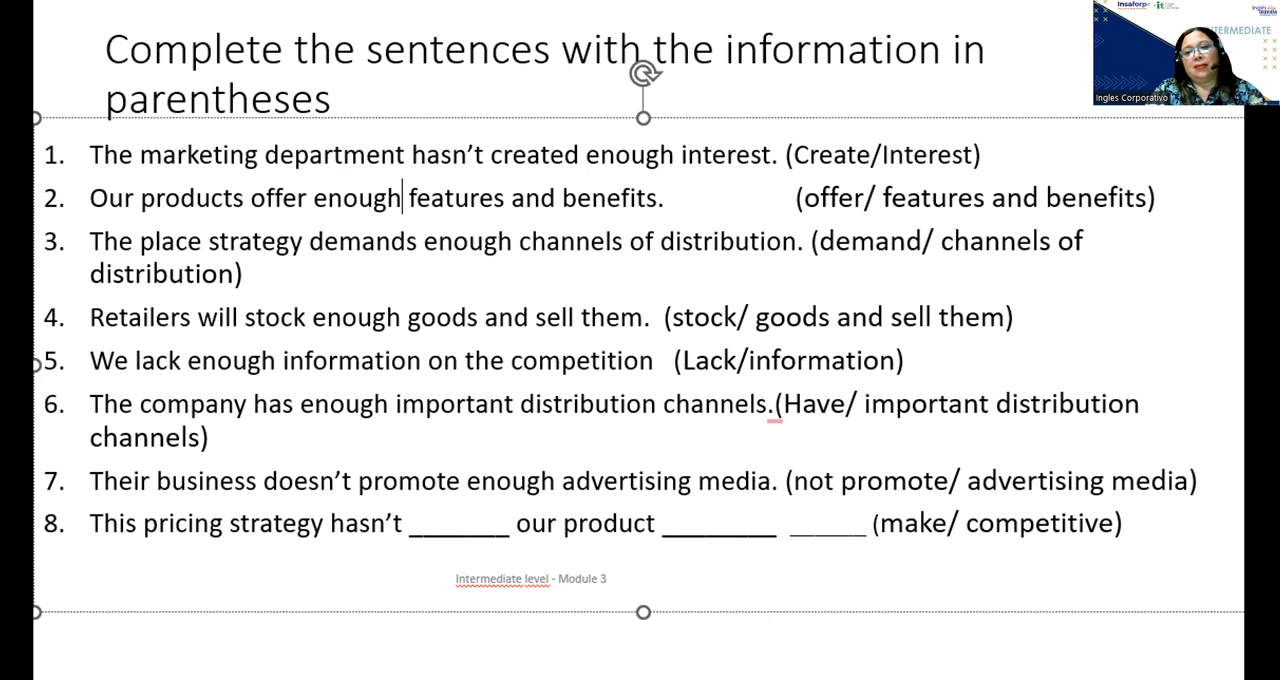 Complete the sentences with the information in
parentheses
1. The marketing department hasn't created enough interest. (Create/Interest)
2. Our products offer enough features and benefits. (offer/ features and benefits)
3. The place strategy demands enough channels of distribution. (demand/ channels of
distribution)
4. Retailers will stock enough goods and sell them. (stock/ goods and sell them)
5. We lack enough information on the competition (Lack/information)
6. The company has enough important distribution channels.(Have/ important distribution
channels)
7. Their business doesn't promote enough advertising media. (not promote/ advertising media)
8. This pricing strategy hasn't _______ our product ________ ______ (make/ competitive)
Intermediate level - Module 3
Insaforp
it
INTERMEDIATE
Ingles Corporativo